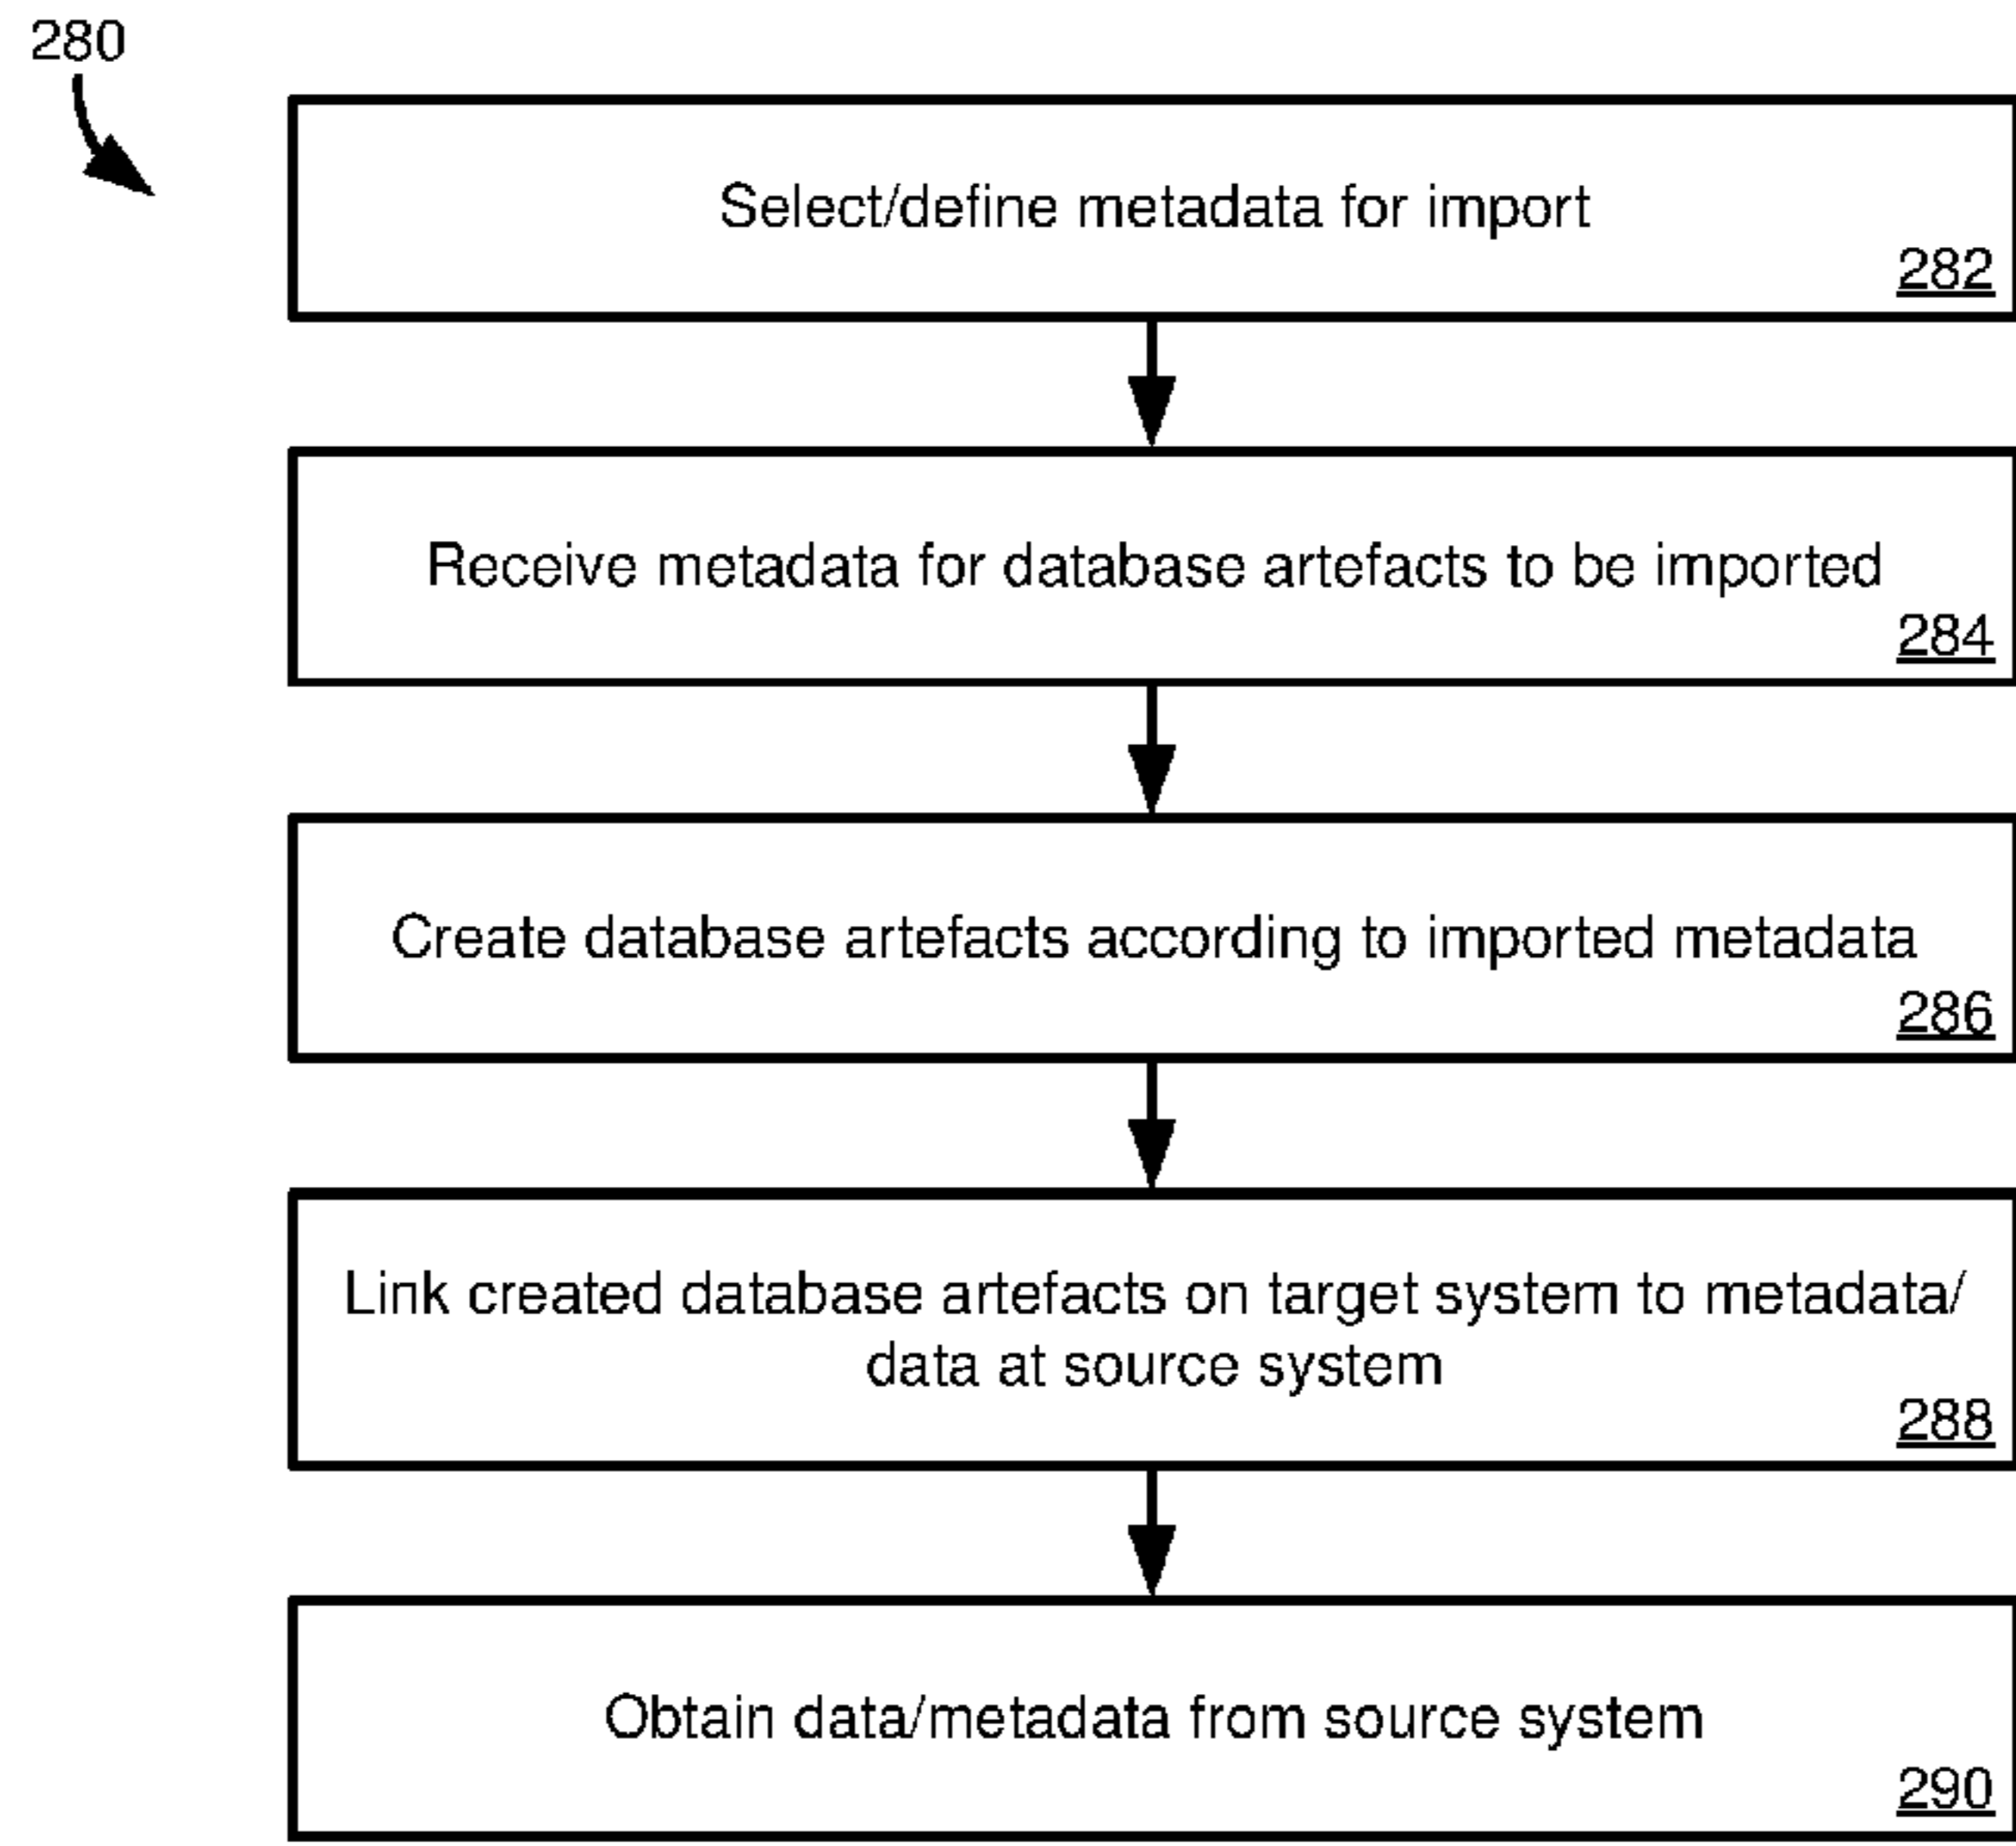 280
Select/define metadata for import
282
Receive metadata for database artefacts to be imported
284
Create database artefacts according to imported metadata
286
Link created database artefacts on target system to metadata/
data at source system
288
Obtain data/metadata from source system
290